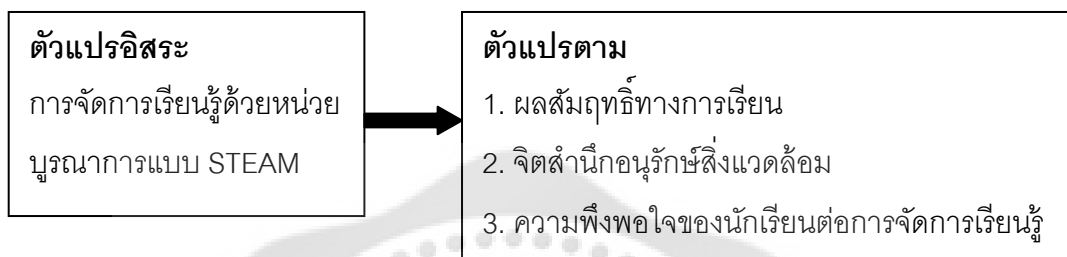 ตัวแปรอิสระ
การจัดการเรียนรู้ด้วยหน่วย
บูรณาการแบบ STEAM
ตัวแปรตาม
1. ผลสัมฤทธิ์ทางการเรียน
2. จิตสำนึกอนุรักษ์สิ่งแวดล้อม
3. ความพึงพอใจของนักเรียนต่อการจัดการเรียนรู้